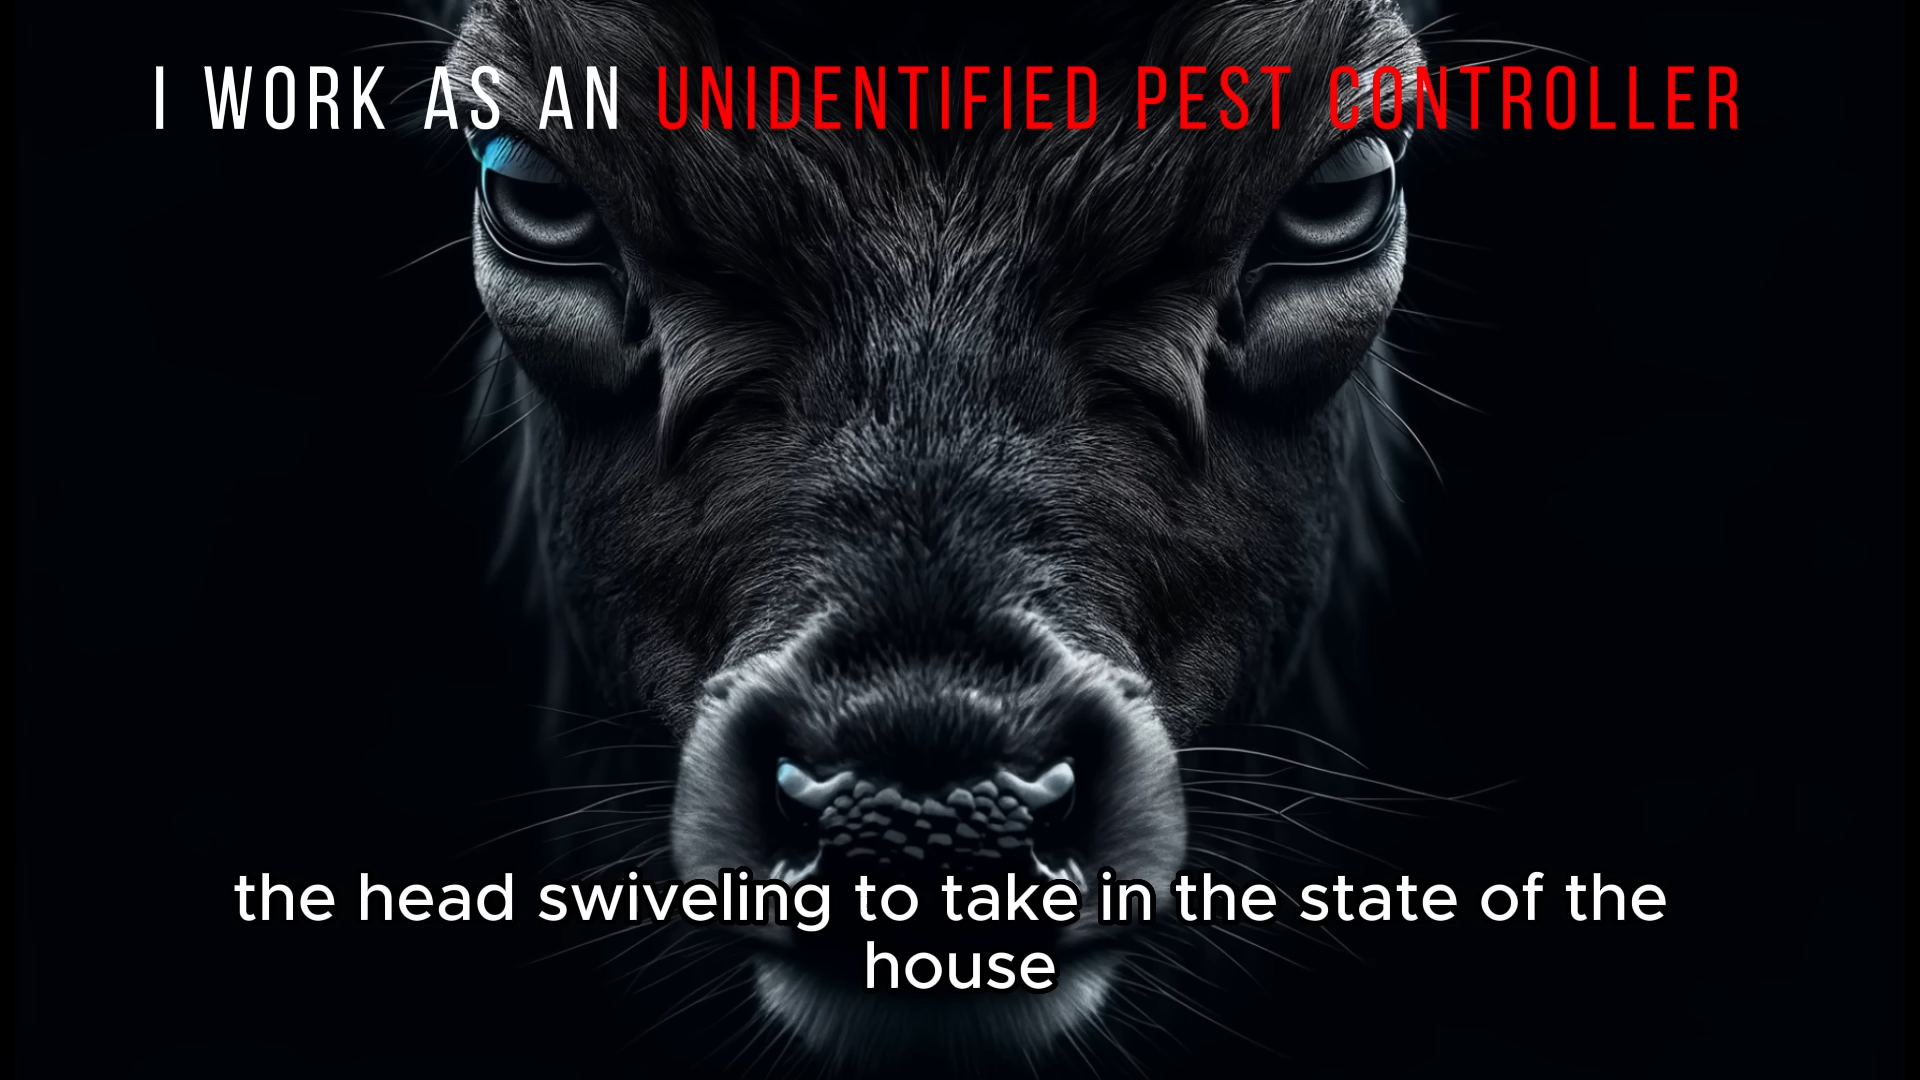 I WORK AS AN UNIDENTIFIED PEST CONTROLLER
the head swiveling to take in the state of the
house